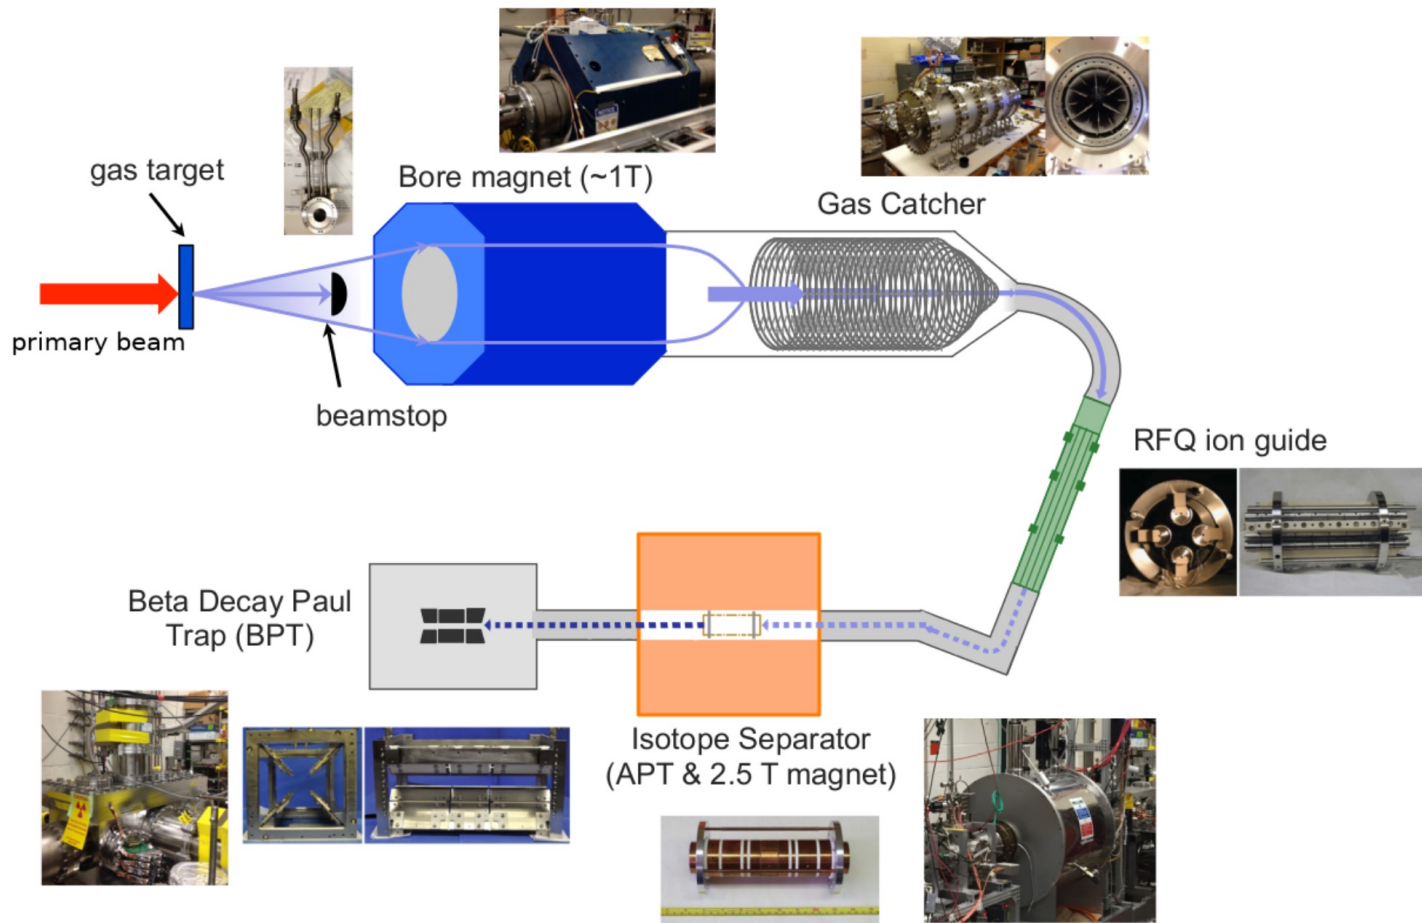 gas target
Bore magnet (~1T)
Gas Catcher
primary beam
beamstop
RFQ ion guide
Beta Decay Paul
Trap (BPT)
Isotope Separator
(APT & 2.5 T magnet)